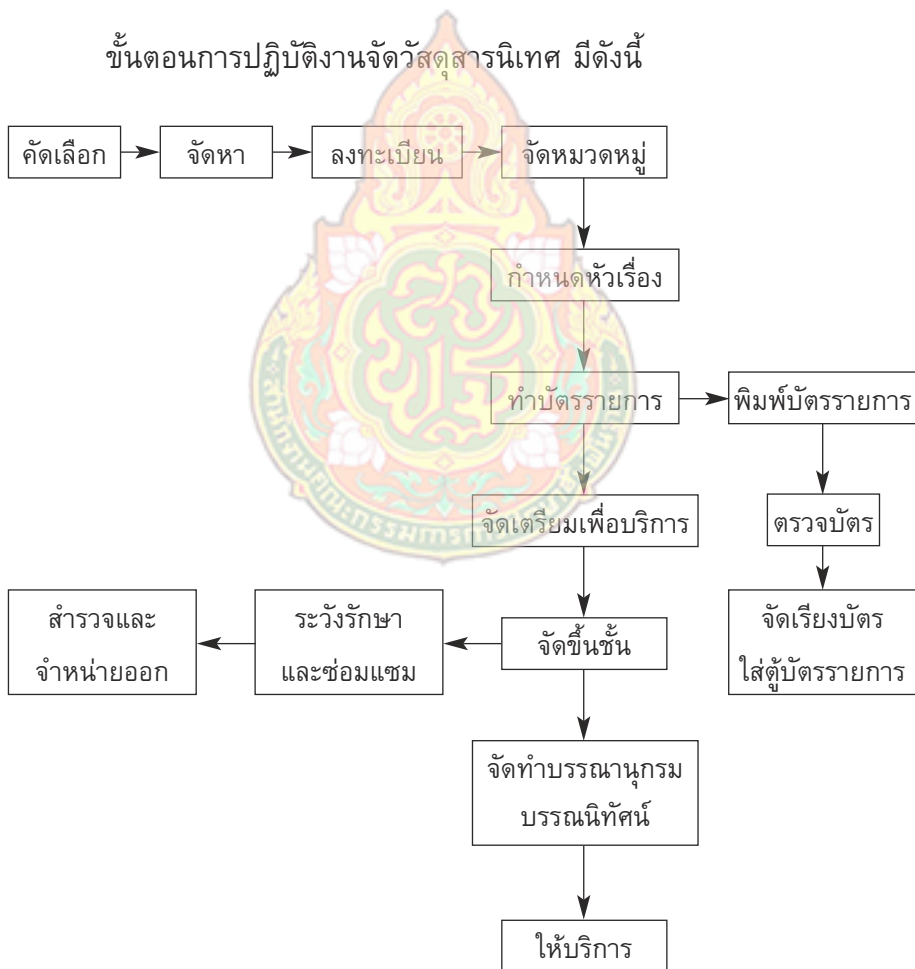 ขั้นตอนการปฏิบัติงานจัดวัสดุสารนิเทศ มีดังนี้
คัดเลือก
จัดหา
ลงทะเบียน
จัดหมวดหมู่
กำหนดหัวเรื่อง
ทำบัตรรายการ
พิมพ์บัตรรายการ
จัดเตรียมเพื่อบริการ
ตรวจบัตร
สำรวจและ
จำหน่ายออก
ระวังรักษา
และซ่อมแซม
จัดขึ้นชั้น
จัดเรียงบัตร
ใส่ตู้บัตรรายการ
จัดทำบรรณานุกรม
บรรณนิทัศน์
ให้บริการ